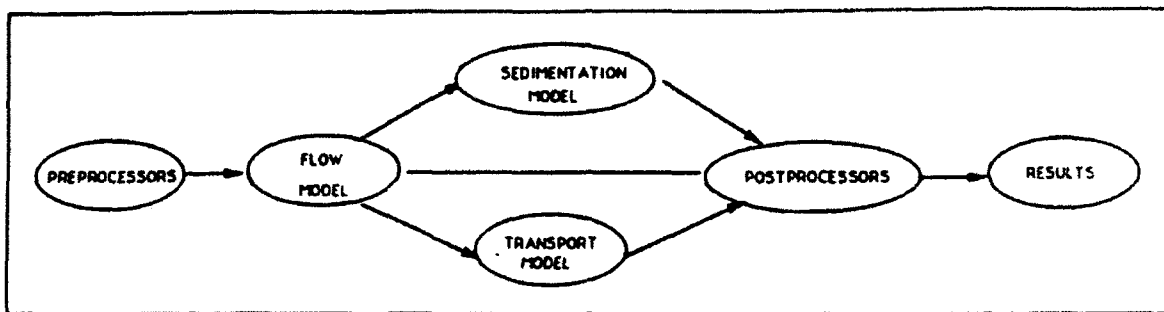 PREPROCESSORS
FLOW
MODEL
SEDIMENTATION
MODEL
TRANSPORT
MODEL
POSTPROCESSORS
RESULTS